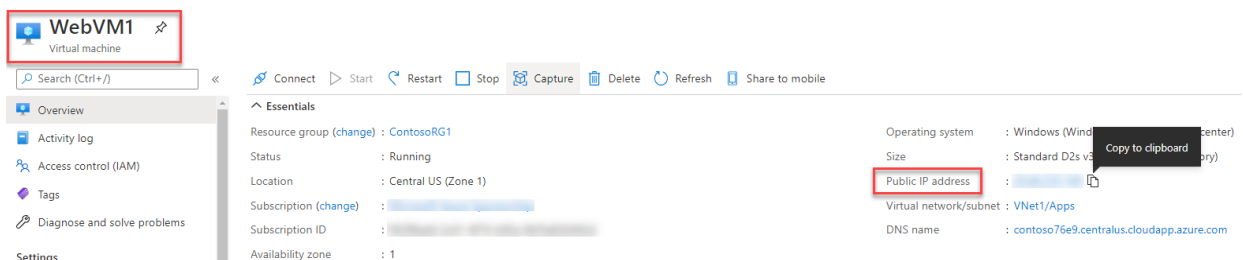 WebVM1
Virtual machine
Search (Ctrl+/)
«
Connect Start Restart Stop Capture Delete Refresh Share to mobile
Overview
Activity log
Access control (IAM)
Tags
Diagnose and solve problems
Settings
Essentials
Resource group (change) : ContosoRG1
Status : Running
Location : Central US (Zone 1)
Subscription (change) :
Subscription ID :
Availability zone : 1
Operating system : Windows (Wind center)
Size : Standard D2s v3 ory)
Copy to clipboard
Public IP address :
Virtual network/subnet : VNet1/Apps
DNS name : contoso76e9.centralus.cloudapp.azure.com